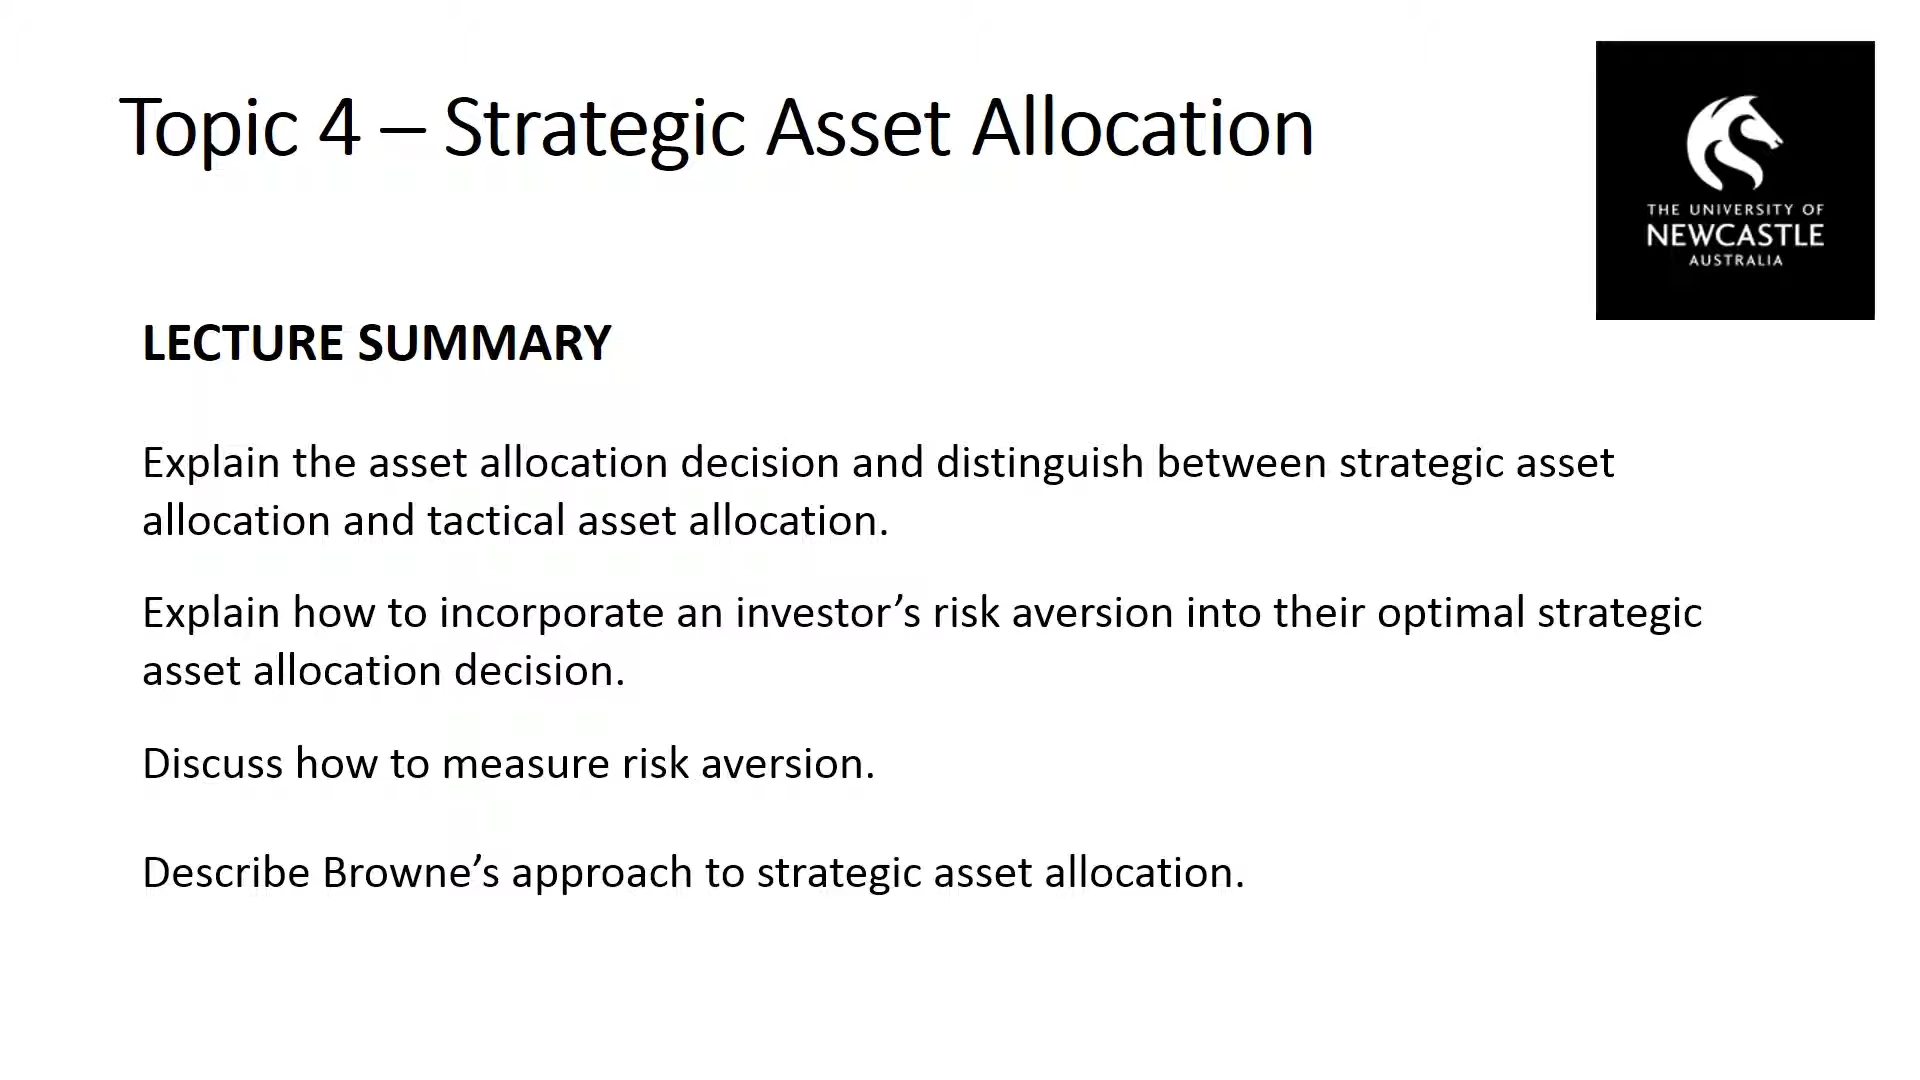 Topic 4 – Strategic Asset Allocation
THE UNIVERSITY OF
NEWCASTLE
AUSTRALIA
LECTURE SUMMARY
Explain the asset allocation decision and distinguish between strategic asset
allocation and tactical asset allocation.
Explain how to incorporate an investor’s risk aversion into their optimal strategic
asset allocation decision.
Discuss how to measure risk aversion.
Describe Browne’s approach to strategic asset allocation.